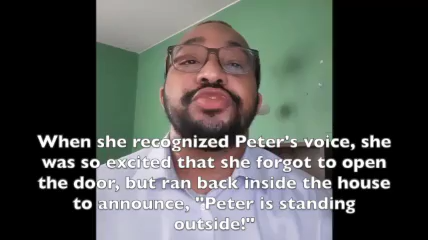 When she recognized Peter's voice, she
was so excited that she forgot to open
the door, but ran back inside the house
to announce, "Peter is standing
outside!"